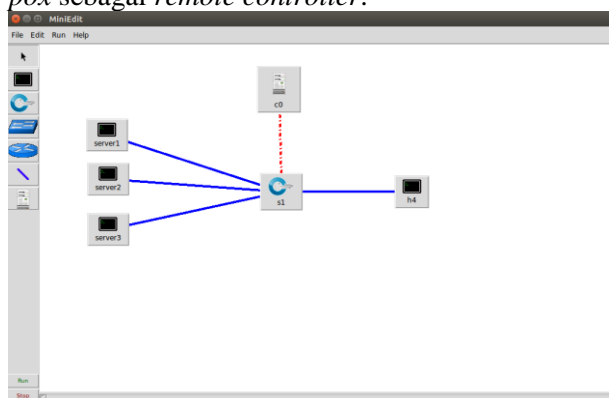 pox sebagai remote controller.
MiniEdit
File Edit Run Help
c0
server1
server2
s1
h4
server3
Run
Stop